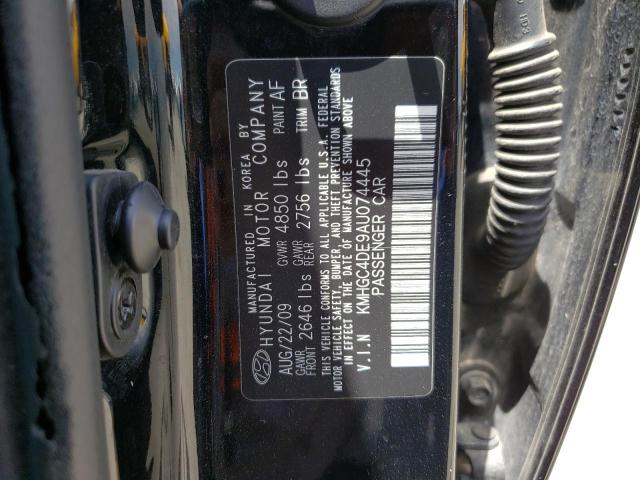 MANUFACTURED IN KOREA BY
HYUNDAI MOTOR COMPANY
AUG/22/09 GVWR 4850 lbs PAINT AF
GAWR FRONT 2646 lbs GAWR REAR 2756 lbs TRIM BR
THIS VEHICLE CONFORMS TO ALL APPLICABLE U.S.A. FEDERAL
MOTOR VEHICLE SAFETY, BUMPER, AND THEFT PREVENTION STANDARDS
IN EFFECT ON THE DATE OF MANUFACTURE SHOWN ABOVE
V.I.N KMHGC4DE9AU074445
PASSENGER CAR